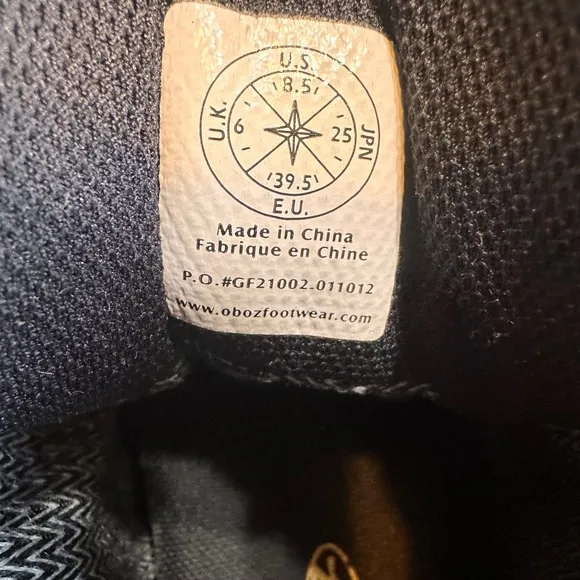 U.S.
8.5
U.K. 6 25 JPN
39.5
E.U.
Made in China
Fabrique en Chine
P.O.#GF21002-011012
www.obozfootwear.com